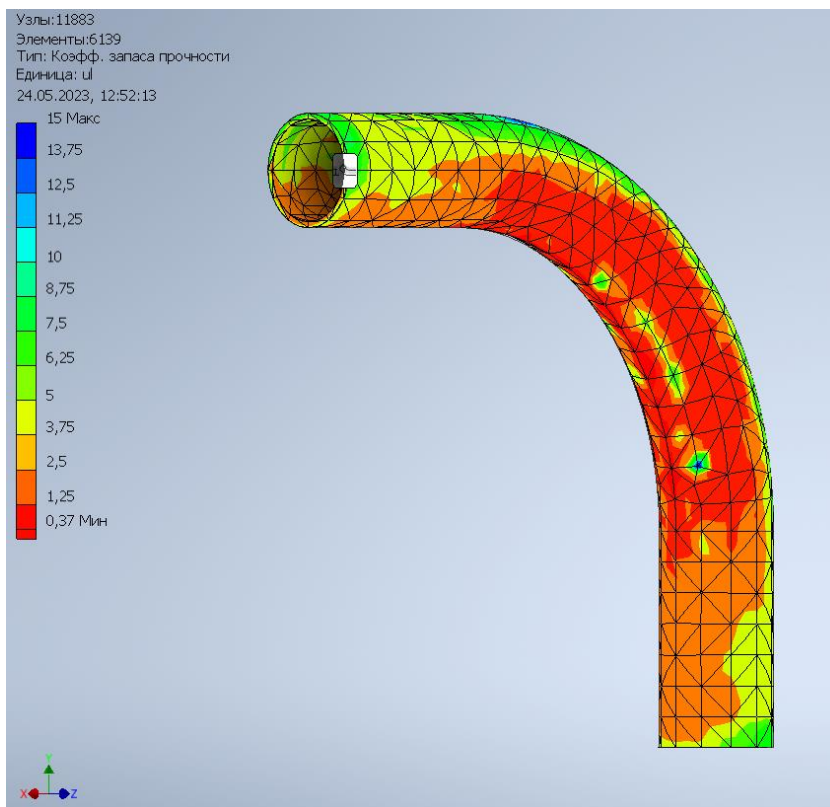 Узлы:11883
Элементы:6139
Тип: Коэфф. запаса прочности
Единица: ul
24.05.2023, 12:52:13
15 Макс
13,75
12,5
11,25
10
8,75
7,5
6,25
5
3,75
2,5
1,25
0,37 Мин
Y
X
Z